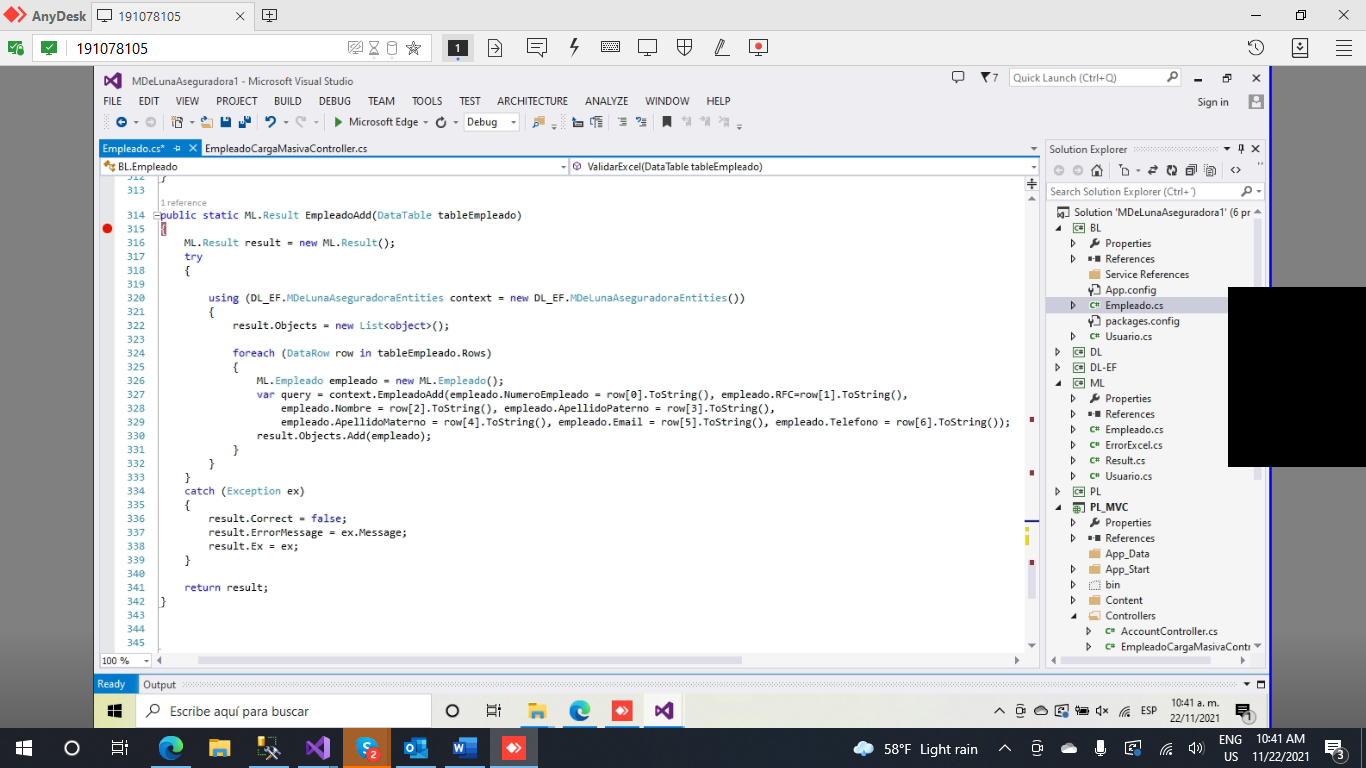 AnyDesk 191078105
191078105 1
MDeLunaAseguradora1 - Microsoft Visual Studio 7 Quick Launch (Ctrl+Q)
FILE EDIT VIEW PROJECT BUILD DEBUG TEAM TOOLS TEST ARCHITECTURE ANALYZE WINDOW HELP Sign in
Microsoft Edge Debug
Empleado.cs* EmpleadoCargaMasivaController.cs
BL.Empleado ValidarExcel(DataTable tableEmpleado)
312 }
313
1 reference
314 public static ML.Result EmpleadoAdd(DataTable tableEmpleado)
315 {
316 ML.Result result = new ML.Result();
317 try
318 {
319
320 using (DL_EF.MDeLunaAseguradoraEntities context = new DL_EF.MDeLunaAseguradoraEntities())
321 {
322 result.Objects = new List<object>();
323
324 foreach (DataRow row in tableEmpleado.Rows)
325 {
326 ML.Empleado empleado = new ML.Empleado();
327 var query = context.EmpleadoAdd(empleado.NumeroEmpleado = row[0].ToString(), empleado.RFC=row[1].ToString(),
328 empleado.Nombre = row[2].ToString(), empleado.ApellidoPaterno = row[3].ToString(),
329 empleado.ApellidoMaterno = row[4].ToString(), empleado.Email = row[5].ToString(), empleado.Telefono = row[6].ToString());
330 result.Objects.Add(empleado);
331 }
332 }
333 }
334 catch (Exception ex)
335 {
336 result.Correct = false;
337 result.ErrorMessage = ex.Message;
338 result.Ex = ex;
339 }
340
341 return result;
342 }
343
344
345
100 %
Solution Explorer
Search Solution Explorer (Ctrl+')
Solution 'MDeLunaAseguradora1' (6 pr
BL
Properties
References
Service References
App.config
Empleado.cs
packages.config
Usuario.cs
DL
DL-EF
ML
Properties
References
Empleado.cs
ErrorExcel.cs
Result.cs
Usuario.cs
PL
PL_MVC
Properties
References
App_Data
App_Start
bin
Content
Controllers
AccountController.cs
EmpleadoCargaMasivaContr
Ready Output
Escribe aquí para buscar ESP 10:41 a. m. 22/11/2021 1
2 58°F Light rain ENG US 10:41 AM 11/22/2021 3